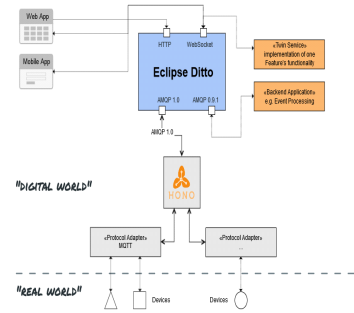 Web App
Mobile App
HTTP
WebSocket
Eclipse Ditto
AMQP 1.0
AMQP 0.9.1
«Twin Service»
implementation of one
Feature's functionality
«Backend Application»
e.g. Event Processing
AMQP 1.0
HONO
"DIGITAL WORLD"
«Protocol Adapter»
MQTT
«Protocol Adapter»
...
"REAL WORLD"
Devices
Devices